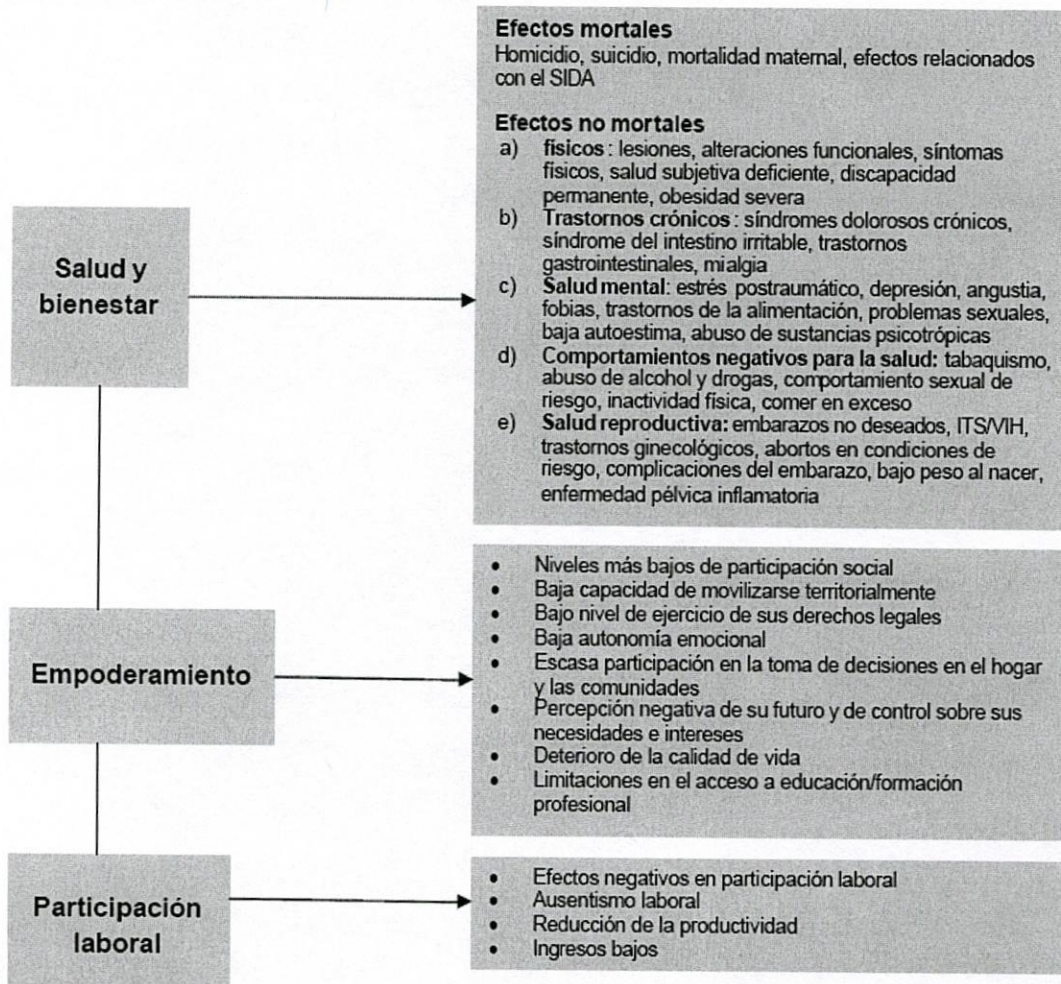 Efectos mortales
Homicidio, suicidio, mortalidad maternal, efectos relacionados
con el SIDA
Efectos no mortales
a) físicos : lesiones, alteraciones funcionales, síntomas
físicos, salud subjetiva deficiente, discapacidad
permanente, obesidad severa
b) Trastornos crónicos : síndromes dolorosos crónicos,
síndrome del intestino irritable, trastornos
gastrointestinales, mialgia
c) Salud mental: estrés postraumático, depresión, angustia,
fobias, trastornos de la alimentación, problemas sexuales,
baja autoestima, abuso de sustancias psicotrópicas
d) Comportamientos negativos para la salud: tabaquismo,
abuso de alcohol y drogas, comportamiento sexual de
riesgo, inactividad física, comer en exceso
e) Salud reproductiva: embarazos no deseados, ITS/VIH,
trastornos ginecológicos, abortos en condiciones de
riesgo, complicaciones del embarazo, bajo peso al nacer,
enfermedad pélvica inflamatoria
Salud y
bienestar
• Niveles más bajos de participación social
• Baja capacidad de movilizarse territorialmente
• Bajo nivel de ejercicio de sus derechos legales
• Baja autonomía emocional
• Escasa participación en la toma de decisiones en el hogar
y las comunidades
• Percepción negativa de su futuro y de control sobre sus
necesidades e intereses
• Deterioro de la calidad de vida
• Limitaciones en el acceso a educación/formación
profesional
Empoderamiento
• Efectos negativos en participación laboral
• Ausentismo laboral
• Reducción de la productividad
• Ingresos bajos
Participación
laboral